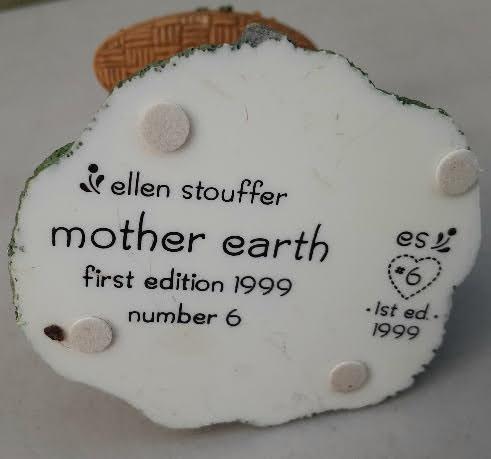 ellen stouffer
mother earth
first edition 1999
number 6
es
#6
·1st ed.·
1999